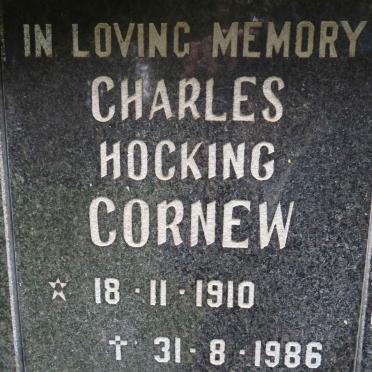 IN LOVING MEMORY
CHARLES
HOCKING
CORNEW
☆ 18·11·1910
† 31·8·1986